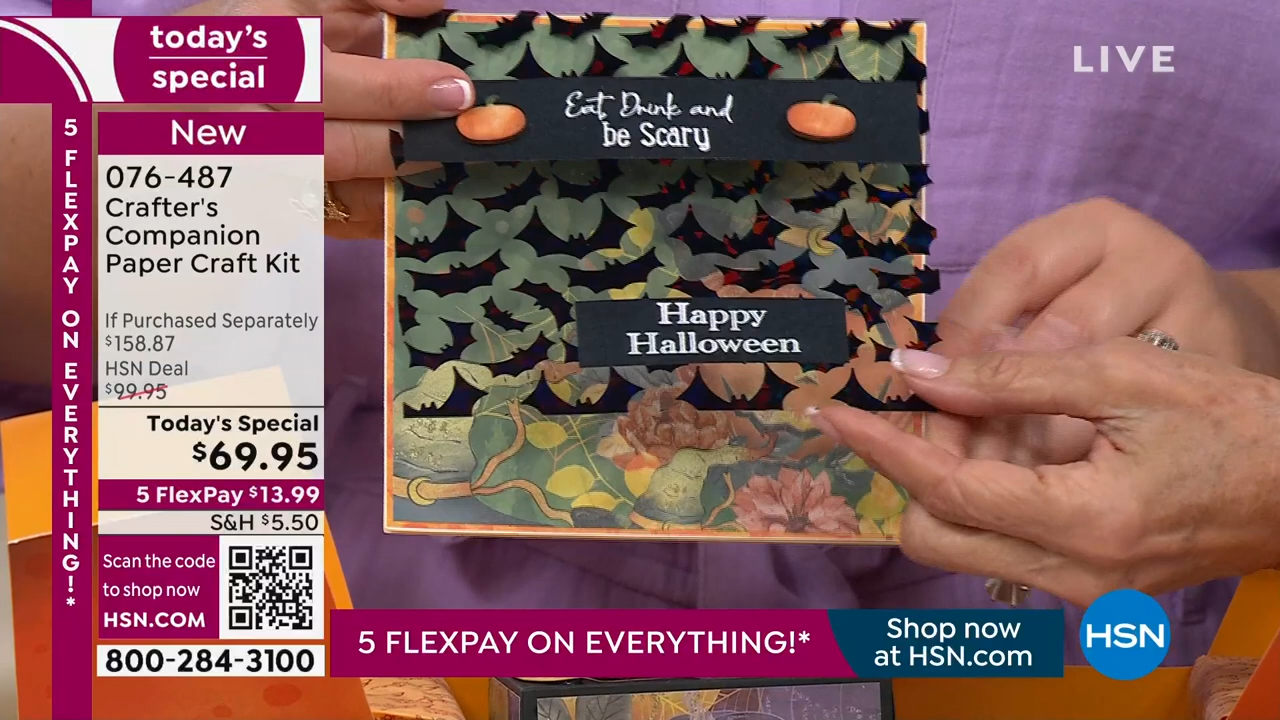 today's
special
5 FLEXPAY ON EVERYTHING!*
New
076-487
Crafter's
Companion
Paper Craft Kit
If Purchased Separately
$158.87
HSN Deal
$99.95
Today's Special
$69.95
5 FlexPay $13.99
S&H $5.50
Scan the code
to shop now
HSN.COM
800-284-3100
LIVE
Eat Drink and
be Scary
Happy
Halloween
5 FLEXPAY ON EVERYTHING!*
Shop now
at HSN.com
HSN